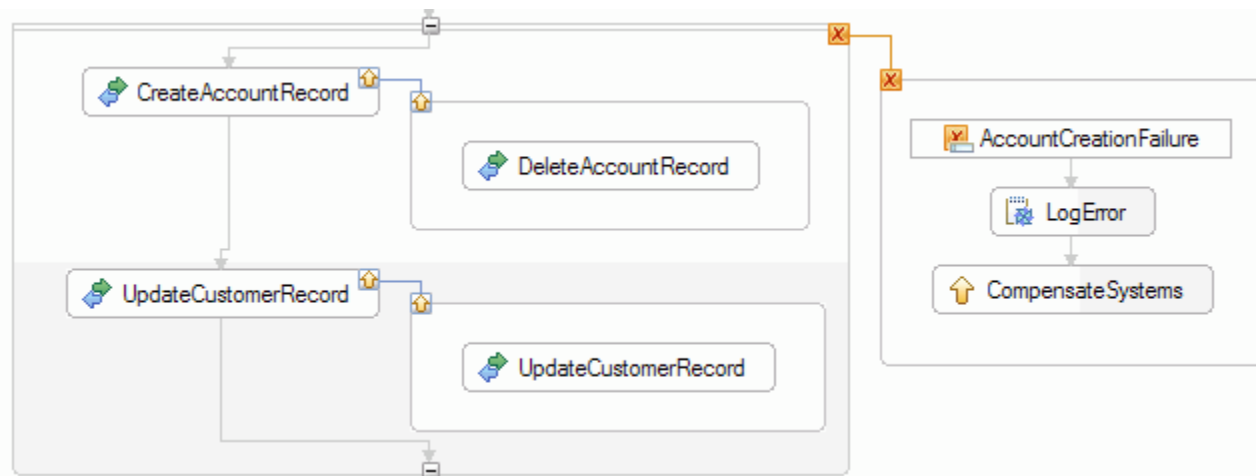 CreateAccountRecord
DeleteAccountRecord
UpdateCustomerRecord
UpdateCustomerRecord
AccountCreationFailure
LogError
CompensateSystems